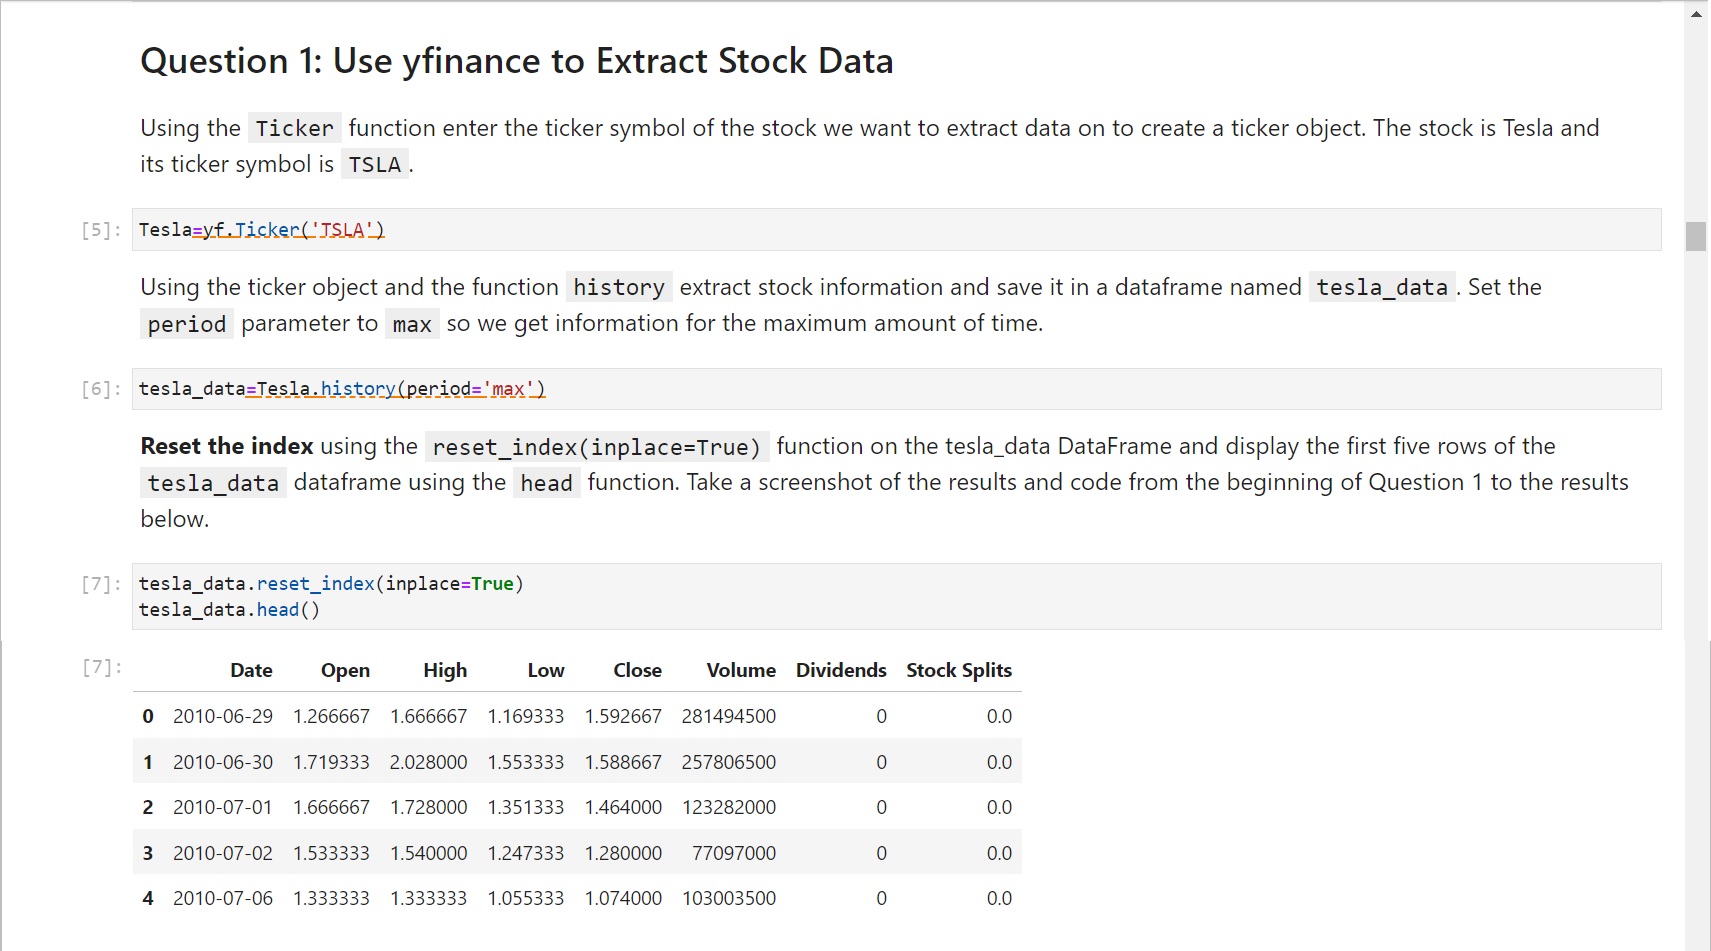 Question 1: Use yfinance to Extract Stock Data
Using the Ticker function enter the ticker symbol of the stock we want to extract data on to create a ticker object. The stock is Tesla and
its ticker symbol is TSLA.
[5]: Tesla=yf.Ticker('TSLA')
Using the ticker object and the function history extract stock information and save it in a dataframe named tesla_data. Set the
period parameter to max so we get information for the maximum amount of time.
[6]: tesla_data=Tesla.history(period='max')
Reset the index using the reset_index(inplace=True) function on the tesla_data DataFrame and display the first five rows of the
tesla_data dataframe using the head function. Take a screenshot of the results and code from the beginning of Question 1 to the results
below.
[7]: tesla_data.reset_index(inplace=True)
tesla_data.head()
[7]: Date Open High Low Close Volume Dividends Stock Splits
0 2010-06-29 1.266667 1.666667 1.169333 1.592667 281494500 0 0.0
1 2010-06-30 1.719333 2.028000 1.553333 1.588667 257806500 0 0.0
2 2010-07-01 1.666667 1.728000 1.351333 1.464000 123282000 0 0.0
3 2010-07-02 1.533333 1.540000 1.247333 1.280000 77097000 0 0.0
4 2010-07-06 1.333333 1.333333 1.055333 1.074000 103003500 0 0.0